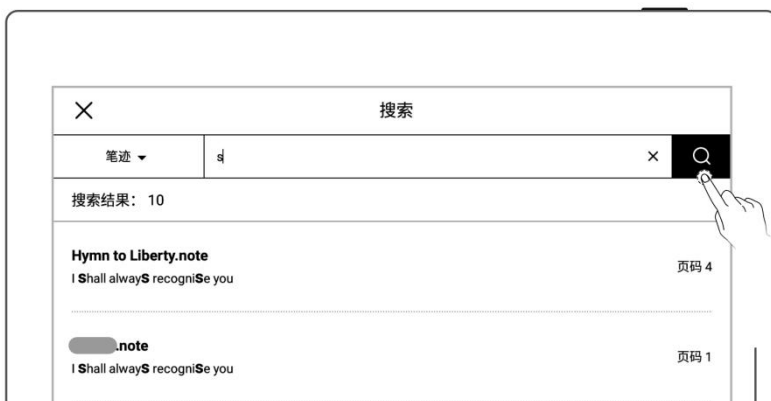 搜索
笔迹 s
搜索结果： 10
Hymn to Liberty.note
I Shall alwayS recogniSe you
页码 4
.note
I Shall alwayS recogniSe you
页码 1